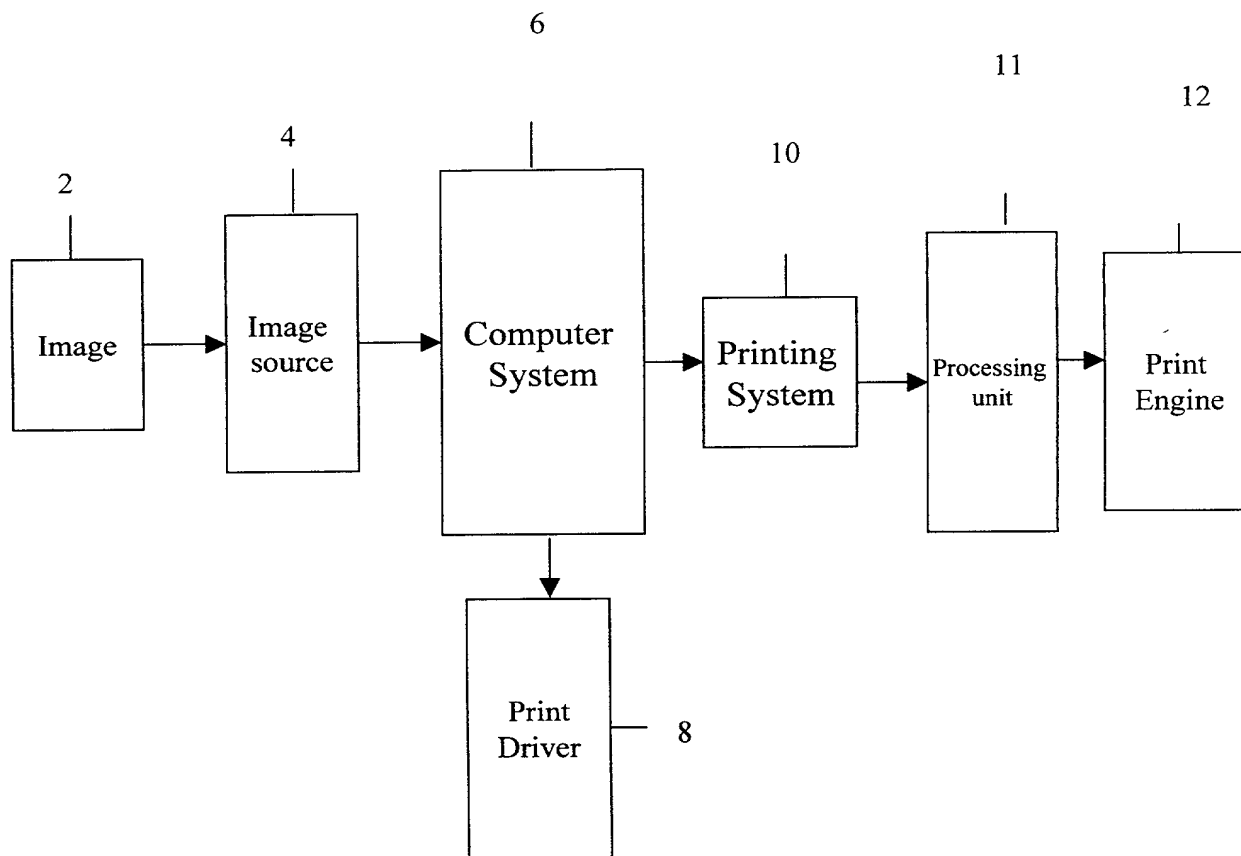 6
11
12
4
10
2
Image
Image
source
Computer
System
Printing
System
Processing
unit
Print
Engine
Print
Driver
8